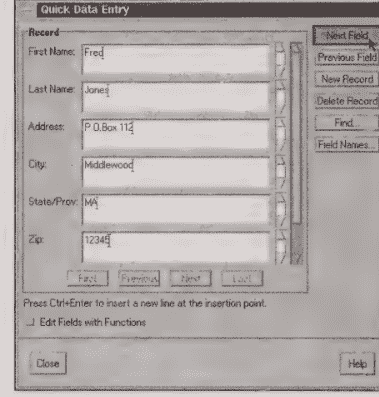 Quick Data Entry
Record
First Name: Fred
Last Name: Jones
Address: P.O.Box 112
City: Middlewood
State/Prov: MA
Zip: 12345
First Previous Next Last
Next Field
Previous Field
New Record
Delete Record
Find...
Field Names...
Press Ctrl+Enter to insert a new line at the insertion point.
Edit Fields with Functions
Close
Help